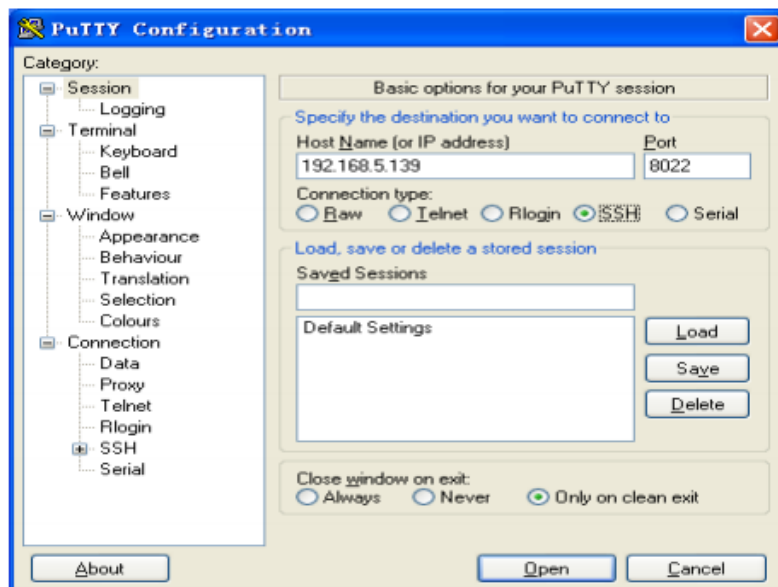 PuTTY Configuration
Category:
Session
Logging
Terminal
Keyboard
Bell
Features
Window
Appearance
Behaviour
Translation
Selection
Colours
Connection
Data
Proxy
Telnet
Rlogin
SSH
Serial
Basic options for your PuTTY session
Specify the destination you want to connect to
Host Name (or IP address) Port
192.168.5.139 8022
Connection type:
Raw Telnet Rlogin SSH Serial
Load, save or delete a stored session
Saved Sessions
Default Settings
Load
Save
Delete
Close window on exit:
Always Never Only on clean exit
About Open Cancel